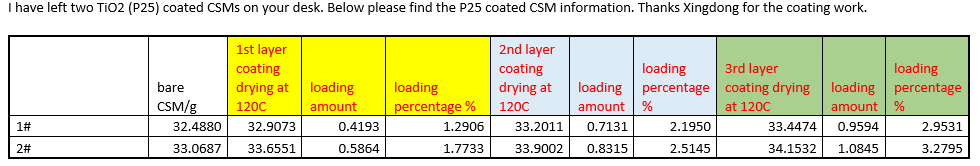 I have left two TiO2 (P25) coated CSMs on your desk. Below please find the P25 coated CSM information. Thanks Xingdong for the coating work.
bare CSM/g	1st layer coating drying at 120C	loading amount	loading percentage %	2nd layer coating drying at 120C	loading amount	loading percentage %	3rd layer coating drying at 120C	loading amount	loading percentage %
1#	32.4880	32.9073	0.4193	1.2906	33.2011	0.7131	2.1950	33.4474	0.9594	2.9531
2#	33.0687	33.6551	0.5864	1.7733	33.9002	0.8315	2.5145	34.1532	1.0845	3.2795